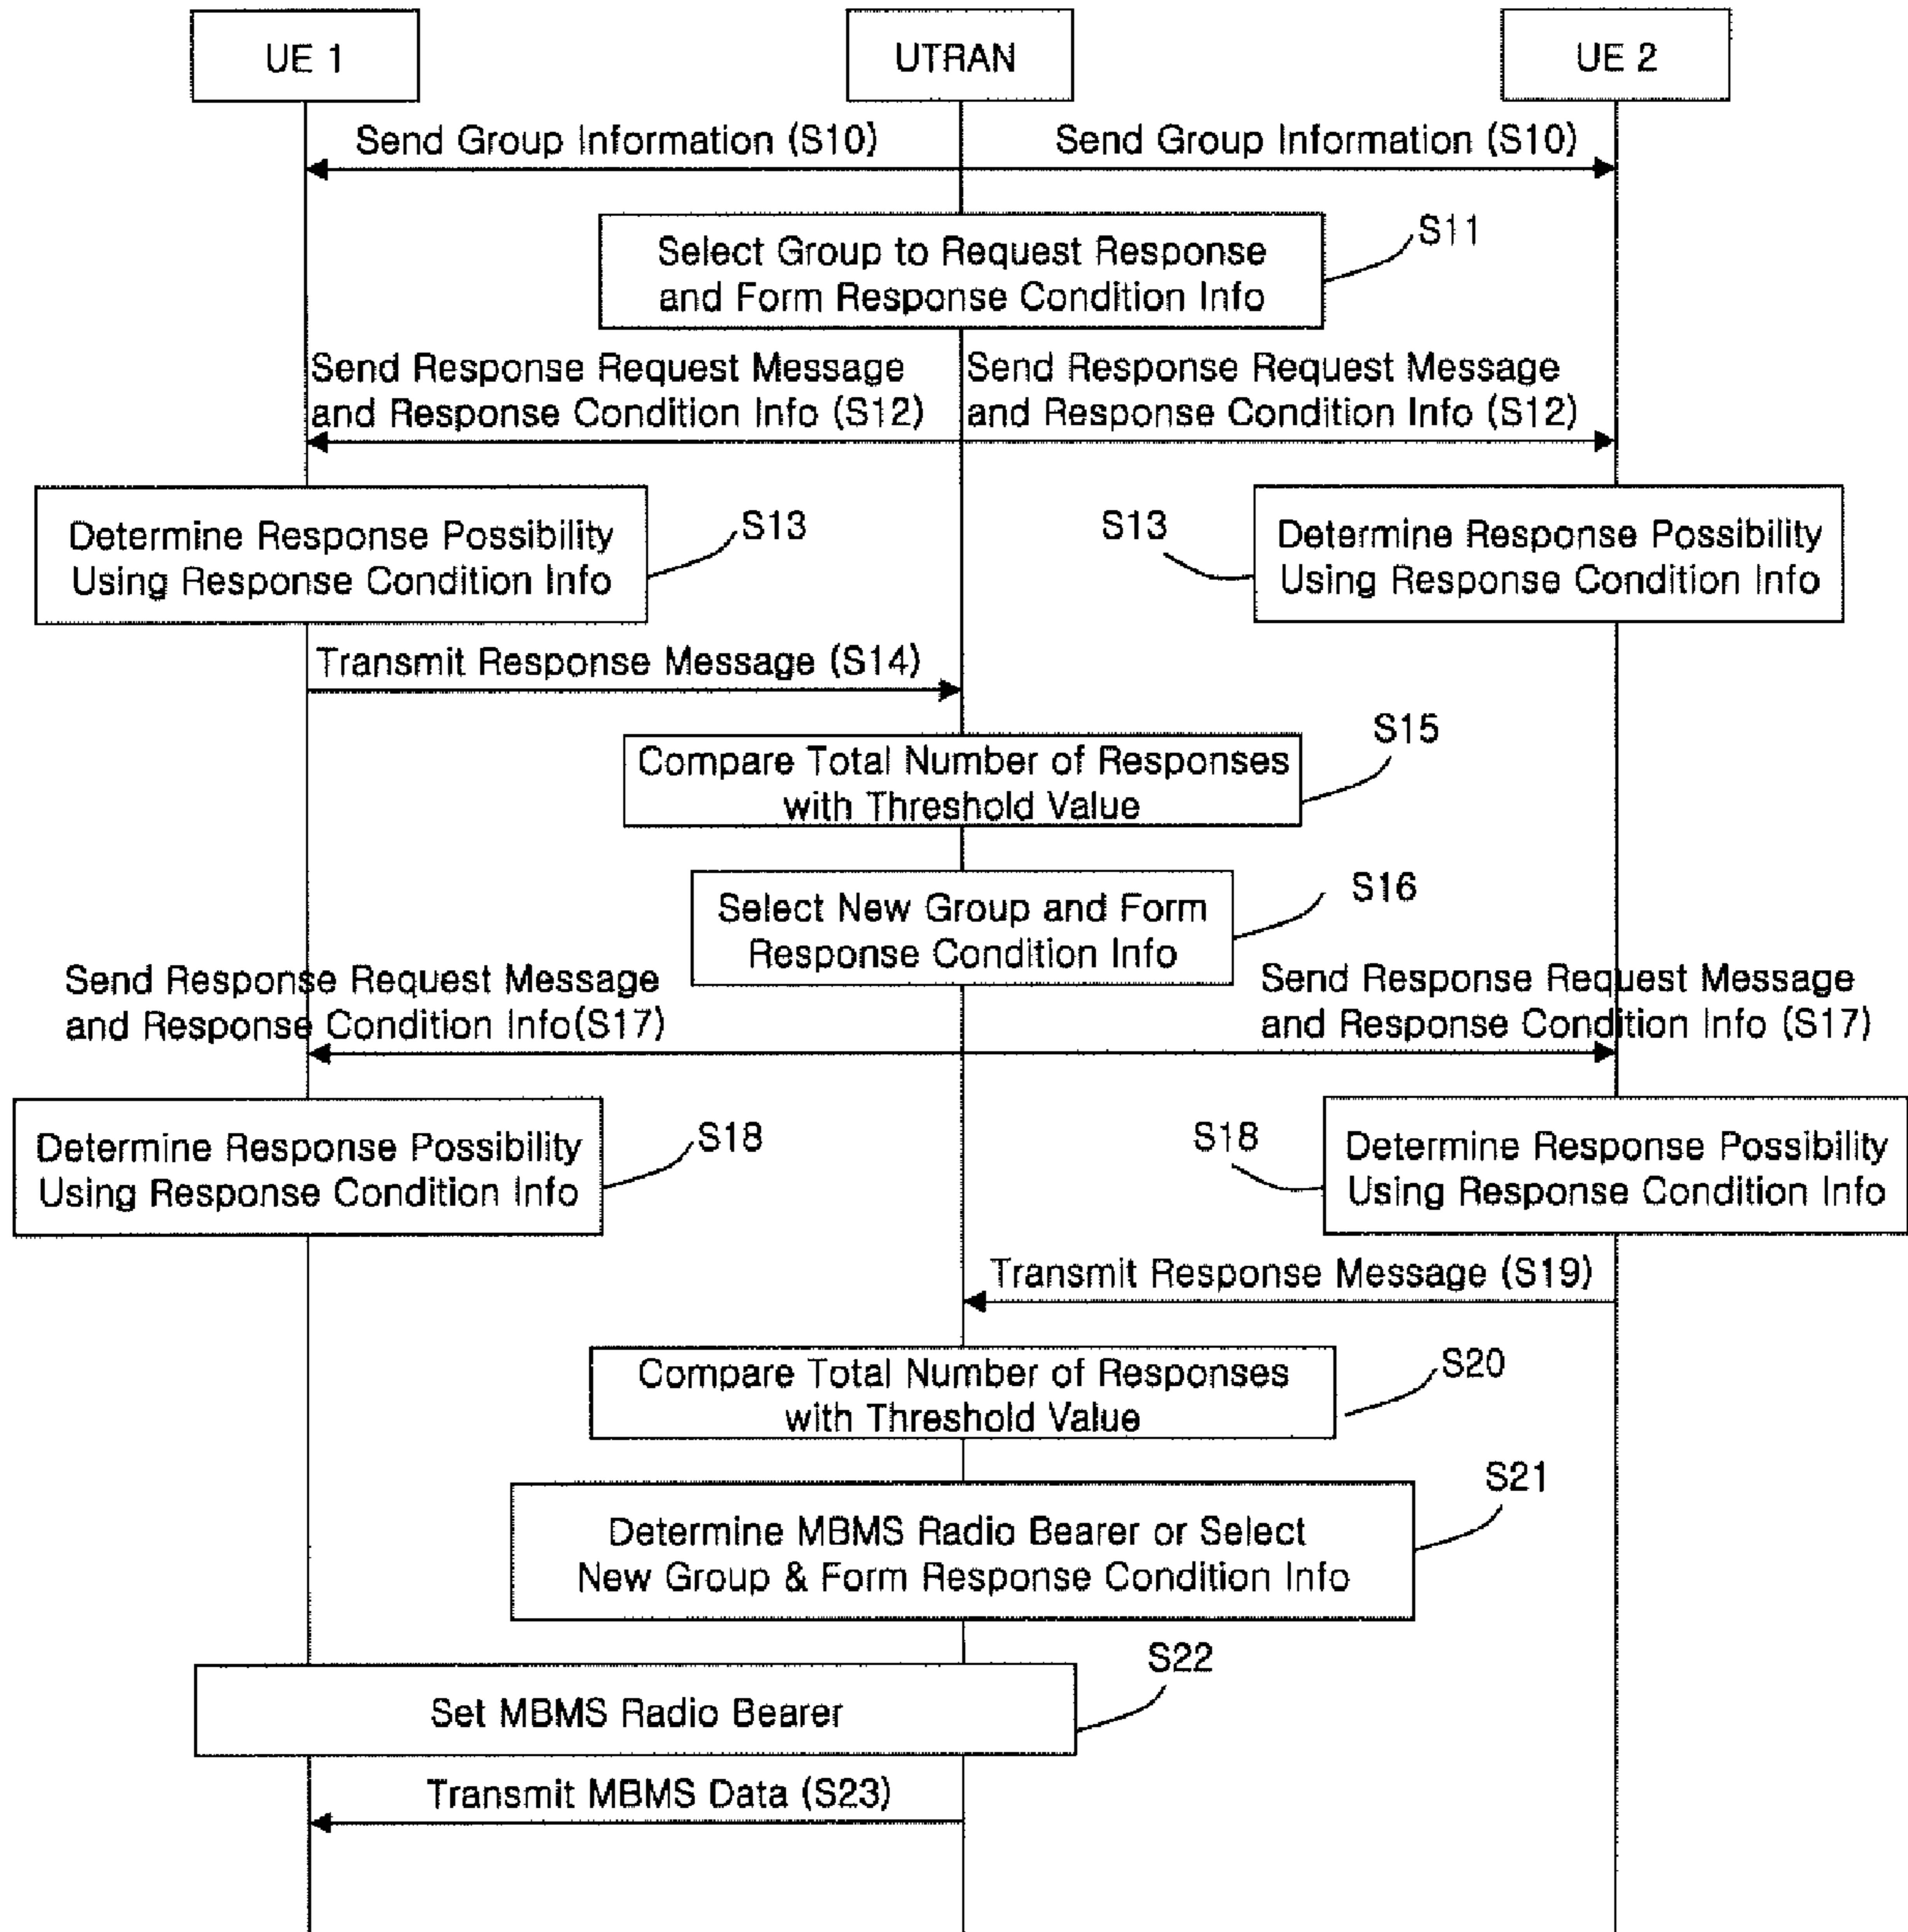 UE 1
UTRAN
UE 2
Send Group Information (S10)
Send Group Information (S10)
Select Group to Request Response
and Form Response Condition Info
S11
Send Response Request Message
and Response Condition Info (S12)
Send Response Request Message
and Response Condition Info (S12)
Determine Response Possibility
Using Response Condition Info
S13
S13
Determine Response Possibility
Using Response Condition Info
Transmit Response Message (S14)
Compare Total Number of Responses
with Threshold Value
S15
Select New Group and Form
Response Condition Info
S16
Send Response Request Message
and Response Condition Info(S17)
Send Response Request Message
and Response Condition Info (S17)
Determine Response Possibility
Using Response Condition Info
S18
S18
Determine Response Possibility
Using Response Condition Info
Transmit Response Message (S19)
Compare Total Number of Responses
with Threshold Value
S20
Determine MBMS Radio Bearer or Select
New Group & Form Response Condition Info
S21
Set MBMS Radio Bearer
S22
Transmit MBMS Data (S23)